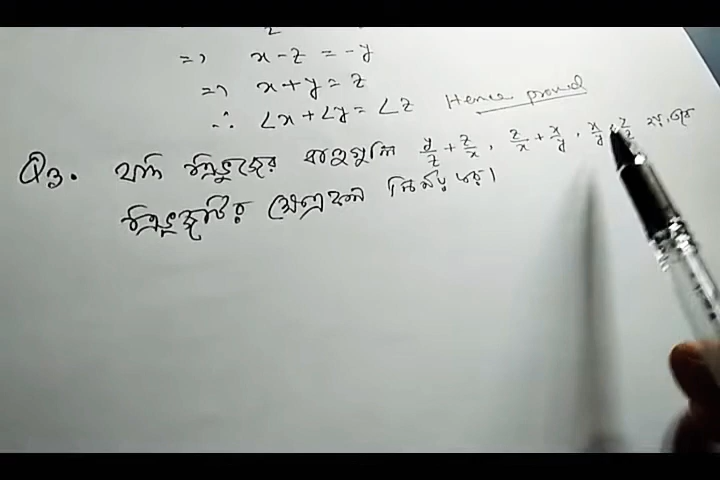 => x - z = -y
=> x + y = z
∴ ∠x + ∠y = ∠z Hence proved
Q3. যদি ত্রিভুজের বাহুগুলি y/z + z/x, z/x + x/y, x/y হয়, তবে
ত্রিভুজটির ক্ষেত্রফল নির্ণয় কর।